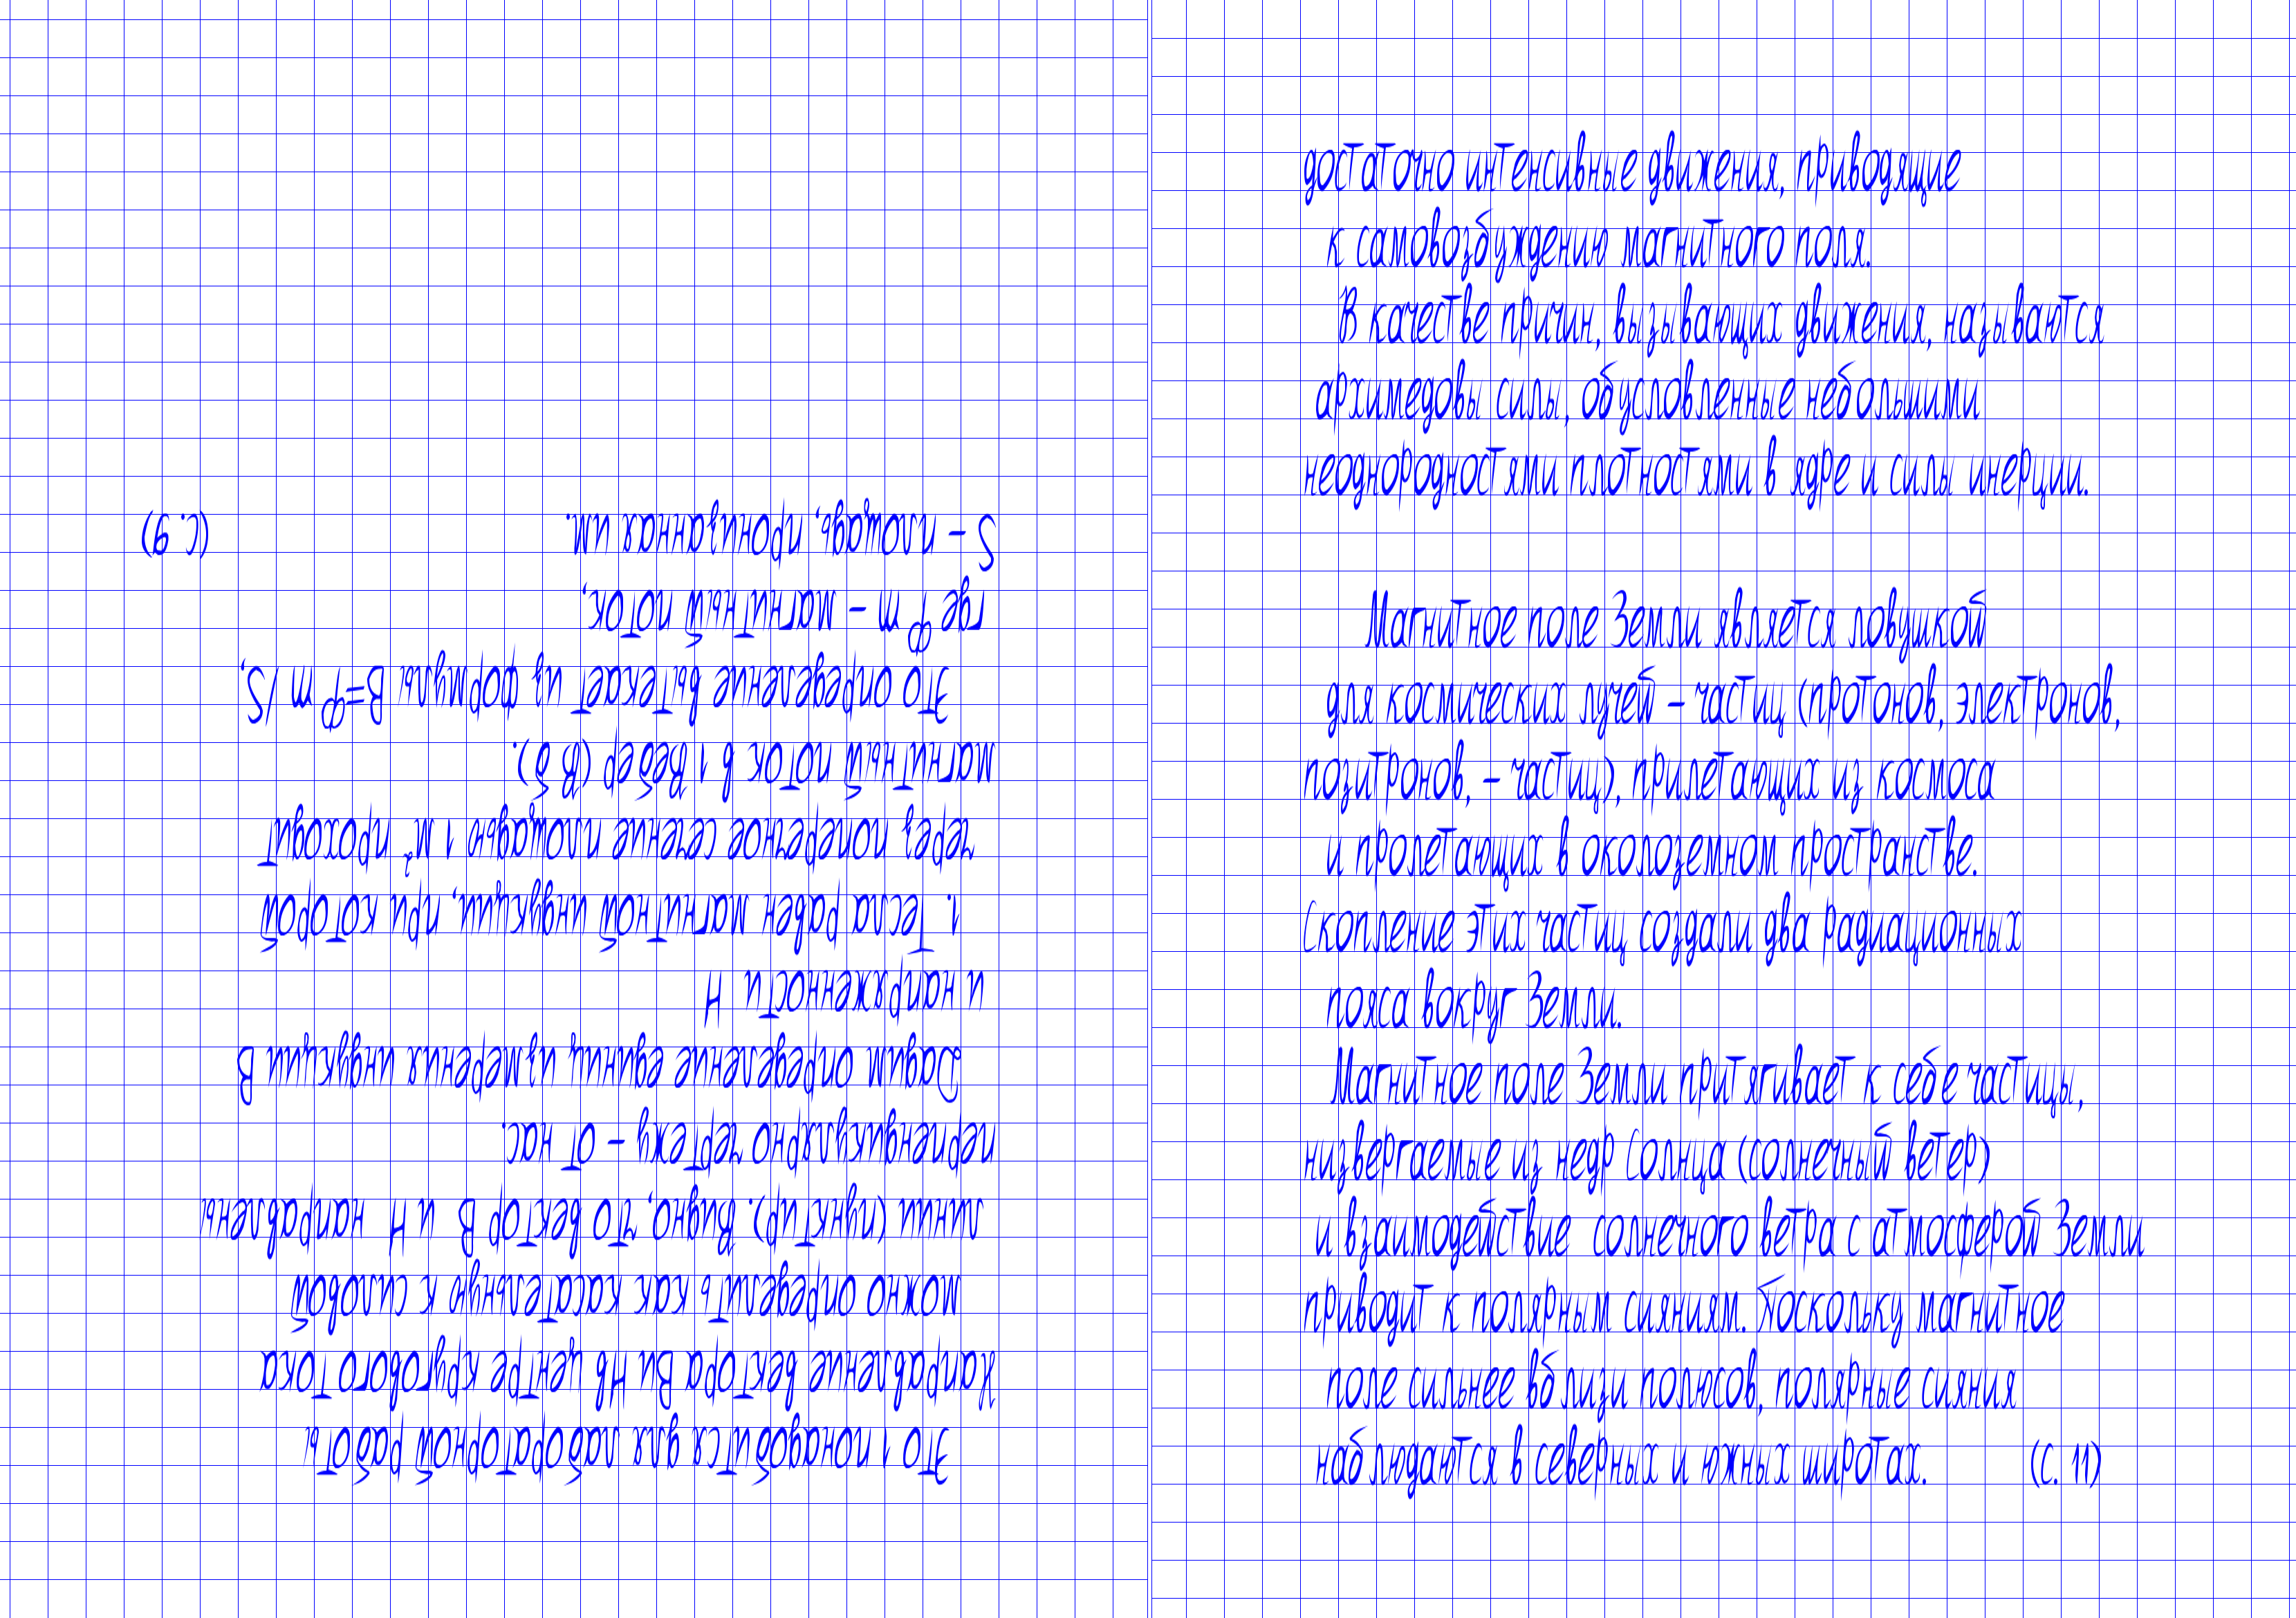 Это 1 понадобится для лабораторной работы
Направление вектора Ви Нв центре кругового тока
можно определить как касательную к силовой
линии (пунктир). Видно, что вектор В и Н направлены
перпендикулярно чертежу – от нас.
Дадим определение единиц измерения индукции В
и напряженности Н
1. Тесла равен магнитной индукции, при которой
через поперечное сечение площадью 1 м² проходит
магнитный поток в 1 Вебер (В б).
Это определение вытекает из формулы В=Ф m /S,
где Ф m – магнитный поток,
S – площадь, пронизанная им. (с. 9)
достаточно интенсивные движения, приводящие
к самовозбуждению магнитного поля.
В качестве причин, вызывающих движения, называются
архимедовы силы, обусловленные небольшими
неоднородностями плотностями в ядре и силы инерции.
Магнитное поле Земли является ловушкой
для космических лучей – частиц (протонов, электронов,
позитронов, – частиц), прилетающих из космоса
и пролетающих в околоземном пространстве.
Скопление этих частиц создали два радиационных
пояса вокруг Земли.
Магнитное поле Земли притягивает к себе частицы,
низвергаемые из недр Солнца (солнечный ветер)
и взаимодействие солнечного ветра с атмосферой Земли
приводит к полярным сияниям. Поскольку магнитное
поле сильнее вблизи полюсов, полярные сияния
наблюдаются в северных и южных широтах. (с. 11)